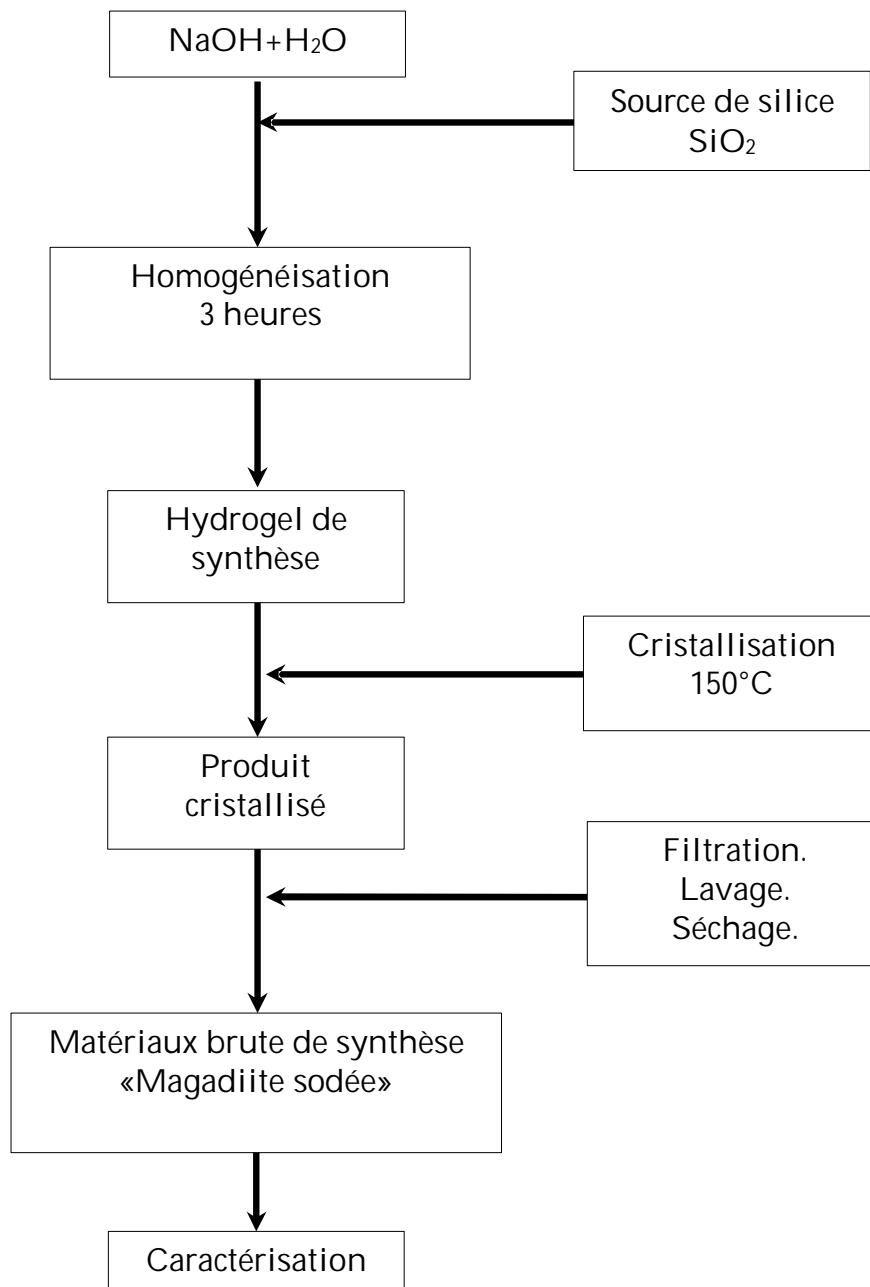 NaOH+H₂O
Source de silice
SiO₂
Homogénéisation
3 heures
Hydrogel de
synthèse
Cristallisation
150°C
Produit
cristallisé
Filtration.
Lavage.
Séchage.
Matériaux brute de synthèse
«Magadiite sodée»
Caractérisation